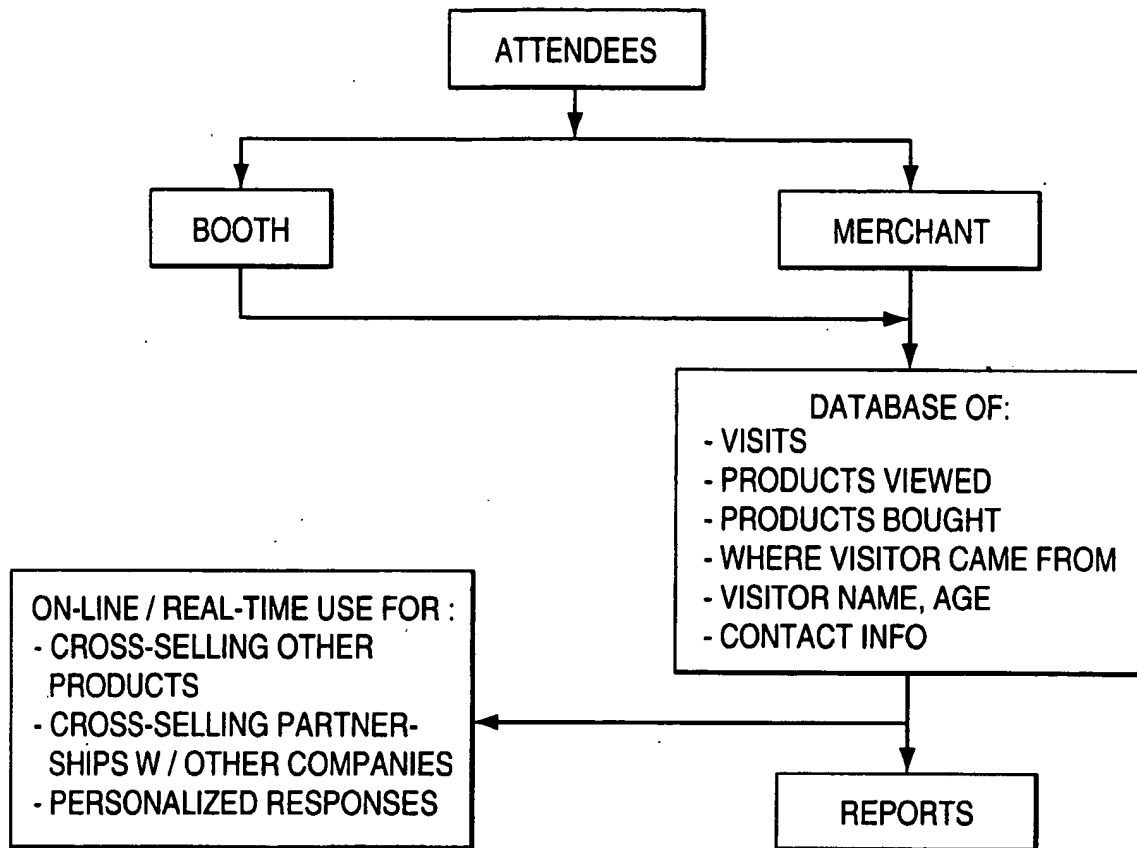 ATTENDEES
BOOTH
MERCHANT
DATABASE OF:
- VISITS
- PRODUCTS VIEWED
- PRODUCTS BOUGHT
- WHERE VISITOR CAME FROM
- VISITOR NAME, AGE
- CONTACT INFO
ON-LINE / REAL-TIME USE FOR :
- CROSS-SELLING OTHER
PRODUCTS
- CROSS-SELLING PARTNER-
SHIPS W / OTHER COMPANIES
- PERSONALIZED RESPONSES
REPORTS